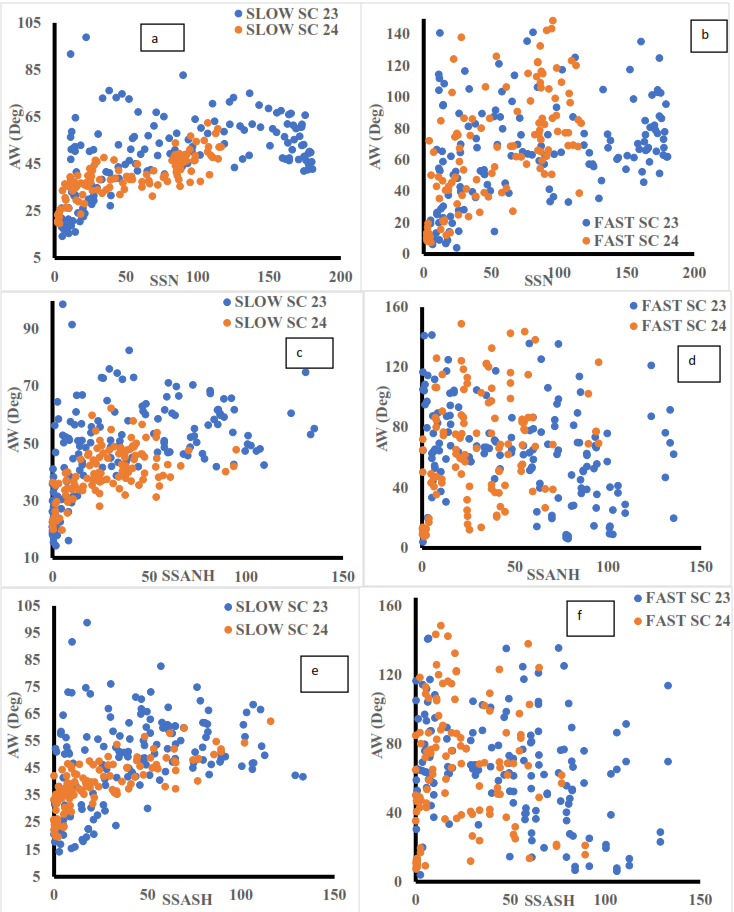 105
85
65
45
25
5
0
50
100
150
200
AW (Deg)
SSN
SLOW SC 23
SLOW SC 24
a
140
120
100
80
60
40
20
0
0
50
100
150
200
AW (Deg)
SSN
FAST SC 23
FAST SC 24
b
90
70
50
30
10
0
50
100
150
AW (Deg)
SSANH
SLOW SC 23
SLOW SC 24
c
160
120
80
40
0
0
50
100
150
AW (Deg)
SSANH
FAST SC 23
FAST SC 24
d
105
95
85
75
65
55
45
35
25
15
5
0
50
100
150
AW (Deg)
SSASH
SLOW SC 23
SLOW SC 24
e
160
120
80
40
0
0
50
100
150
AW (Deg)
SSASH
FAST SC 23
FAST SC 24
f